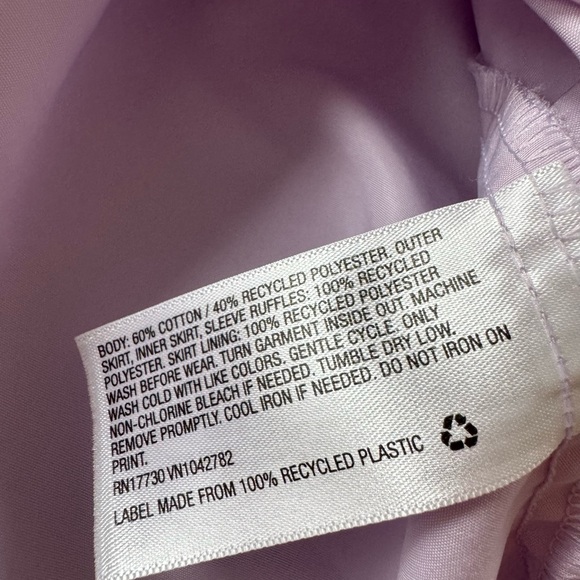 BODY: 60% COTTON / 40% RECYCLED POLYESTER. OUTER
SKIRT, INNER SKIRT, SLEEVE RUFFLES: 100% RECYCLED
POLYESTER. SKIRT LINING: 100% RECYCLED POLYESTER
WASH BEFORE WEAR. TURN GARMENT INSIDE OUT. MACHINE
WASH COLD WITH LIKE COLORS. GENTLE CYCLE. ONLY
NON-CHLORINE BLEACH IF NEEDED. TUMBLE DRY LOW.
REMOVE PROMPTLY. COOL IRON IF NEEDED. DO NOT IRON ON
PRINT.
RN17730 VN1042782
LABEL MADE FROM 100% RECYCLED PLASTIC